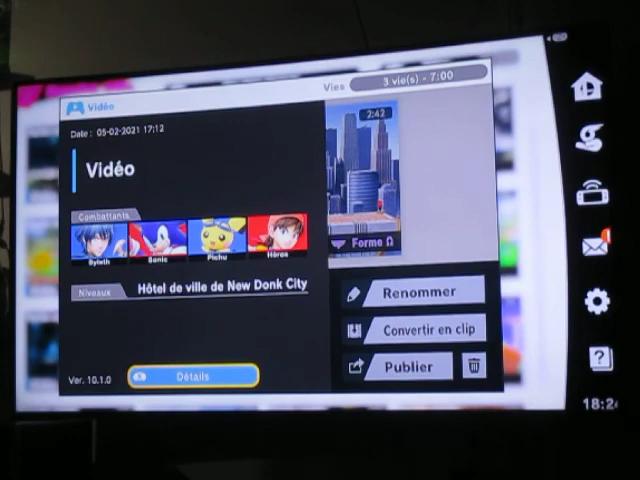 Vies 3 vie(s) - 7:00
Vidéo
Date : 05-02-2021 17:12
Vidéo
2:42
Combattants
Byleth Sonic Pichu Héros
Forme Ω
Niveaux Hôtel de ville de New Donk City
Renommer
Convertir en clip
Publier
Ver. 10.1.0
Détails
?
18:24